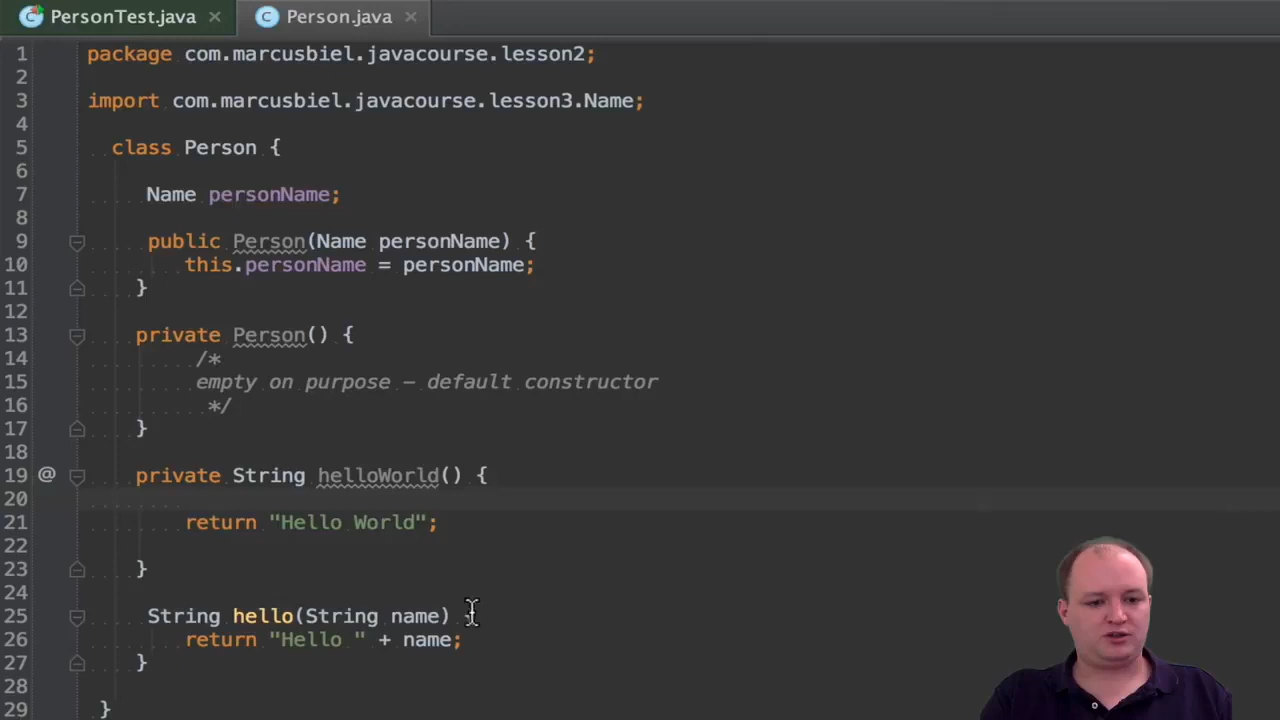 PersonTest.java × Person.java ×
1 package com.marcusbiel.javacourse.lesson2;
2
3 import com.marcusbiel.javacourse.lesson3.Name;
4
5 class Person {
6
7 Name personName;
8
9 public Person(Name personName) {
10 this.personName = personName;
11 }
12
13 private Person() {
14 /*
15 empty on purpose – default constructor
16 */
17 }
18
19 @ private String helloWorld() {
20
21 return "Hello World";
22
23 }
24
25 String hello(String name)
26 return "Hello " + name;
27 }
28
29 }